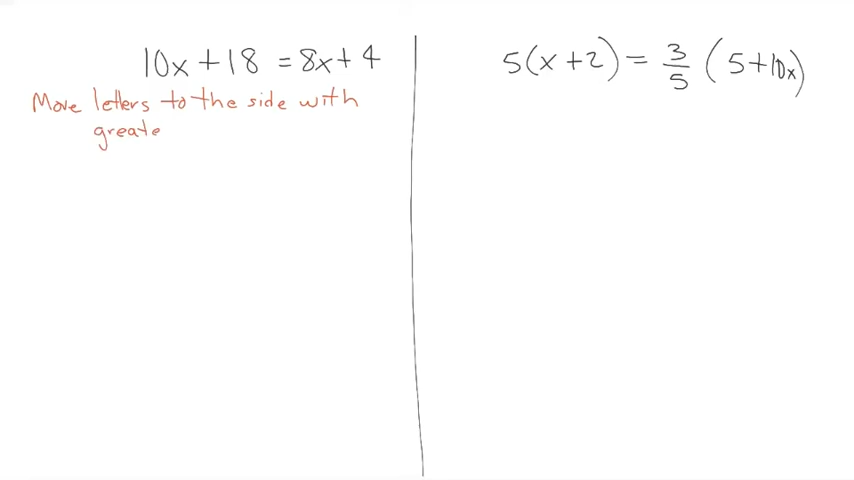 10x + 18 = 8x + 4
Move letters to the side with
greate
5(x + 2) = 3/5 (5 + 10x)